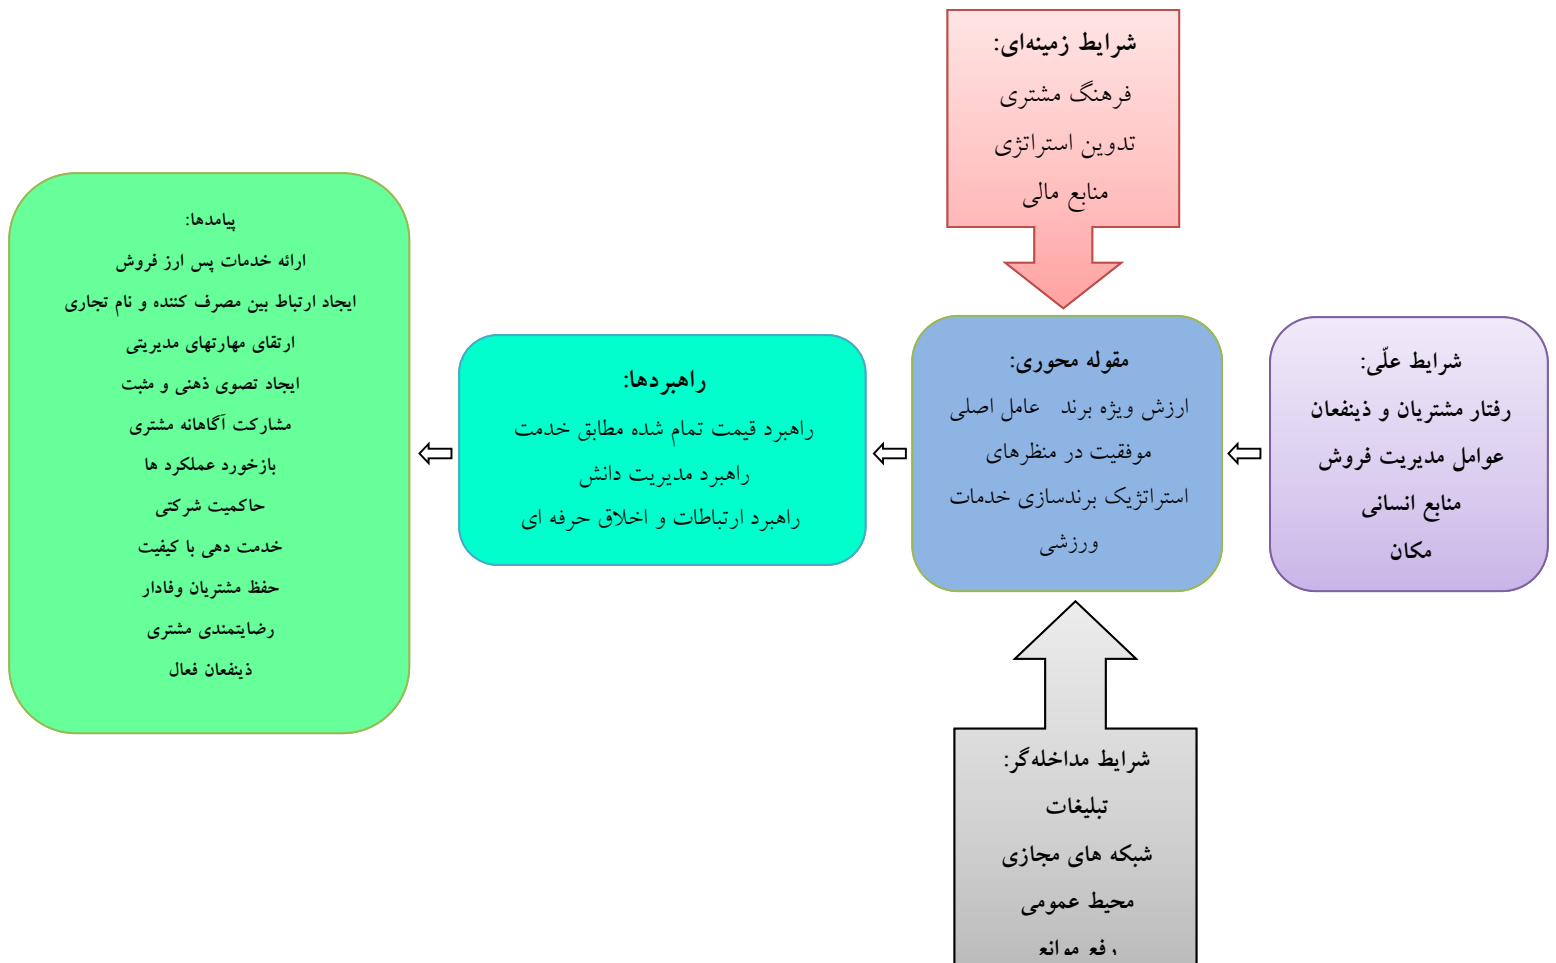 شرایط زمینه‌ای:
فرهنگ مشتری
تدوین استراتژی
منابع مالی
شرایط علّی:
رفتار مشتریان و ذینفعان
عوامل مدیریت فروش
منابع انسانی
مکان
مقوله محوری:
ارزش ویژه برند عامل اصلی
موفقیت در منظرهای
استراتژیک برندسازی خدمات
ورزشی
راهبردها:
راهبرد قیمت تمام شده مطابق خدمت
راهبرد مدیریت دانش
راهبرد ارتباطات و اخلاق حرفه ای
پیامدها:
ارائه خدمات پس ارز فروش
ایجاد ارتباط بین مصرف کننده و نام تجاری
ارتقای مهارتهای مدیریتی
ایجاد تصوی ذهنی و مثبت
مشارکت آگاهانه مشتری
بازخورد عملکرد ها
حاکمیت شرکتی
خدمت دهی با کیفیت
حفظ مشتریان وفادار
رضایتمندی مشتری
ذینفعان فعال
شرایط مداخله‌گر:
تبلیغات
شبکه های مجازی
محیط عمومی
رفع موانع